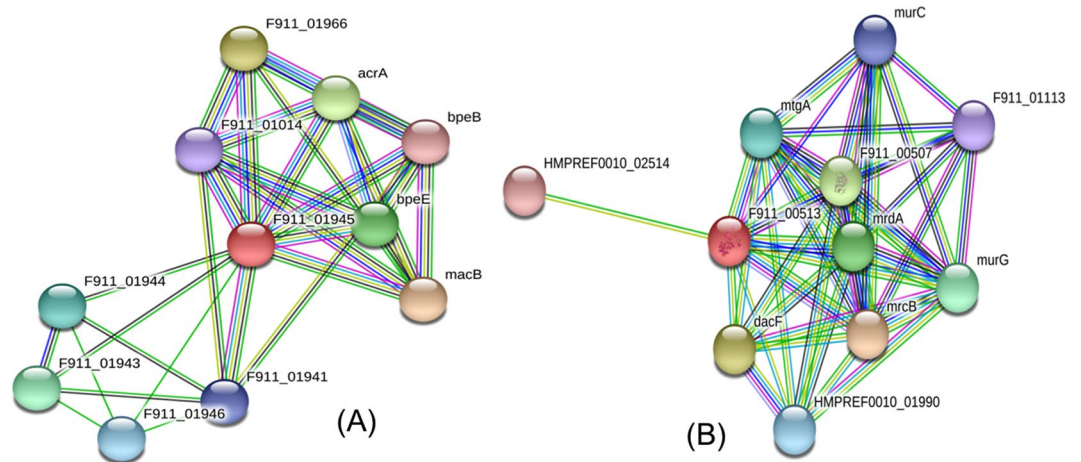 F911_01966
acrA
bpeB
F911_01014
bpeE
F911_01945
macB
F911_01944
F911_01943
F911_01941
F911_01946
(A)
murC
mtgA
F911_01113
F911_00507
HMPREF0010_02514
F911_00513
mrdA
murG
mrcB
dacF
HMPREF0010_01990
(B)